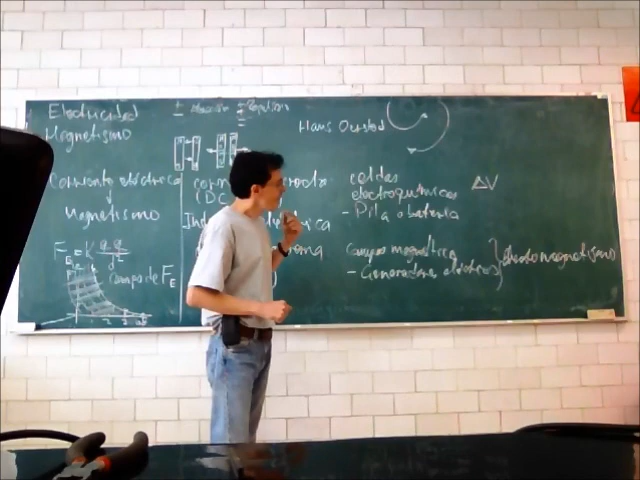 Electricidad
Magnetismo
± Atracción ± Repulsión
Hans Oersted
Corriente eléctrica
Magnetismo
F = K q q
d
Campo de FE
(DC
celdas
electroquímicas
- Pila o batería
ΔV
campo magnético
- Generadores eléctricos
electromagnetismo